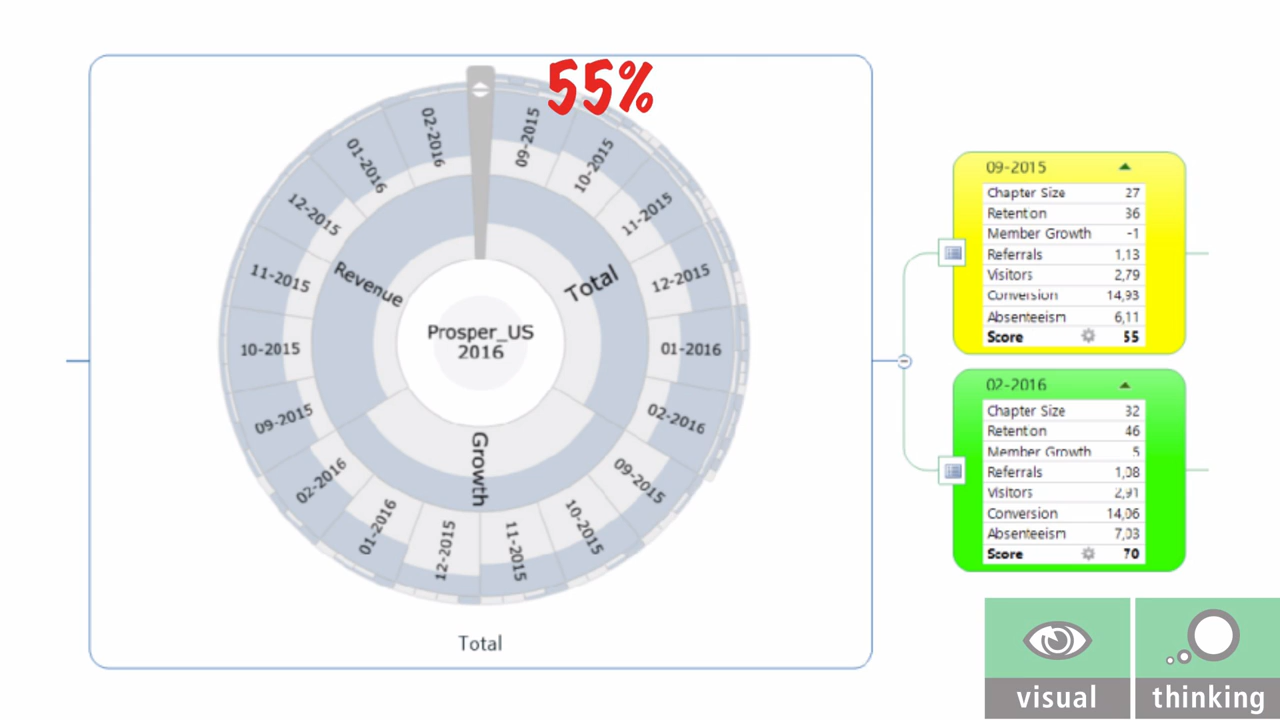 55%
09-2015
10-2015
11-2015
12-2015
01-2016
02-2016
09-2015
10-2015
11-2015
12-2015
01-2016
02-2016
09-2015
10-2015
11-2015
12-2015
01-2016
02-2016
Total
Growth
Revenue
Prosper_US
2016
Total
09-2015
Chapter Size 27
Retention 36
Member Growth -1
Referrals 1,13
Visitors 2,79
Conversion 14,93
Absenteeism 6,11
Score 55
02-2016
Chapter Size 32
Retention 46
Member Growth 5
Referrals 1,08
Visitors 2,91
Conversion 14,06
Absenteeism 7,03
Score 70
visual
thinking